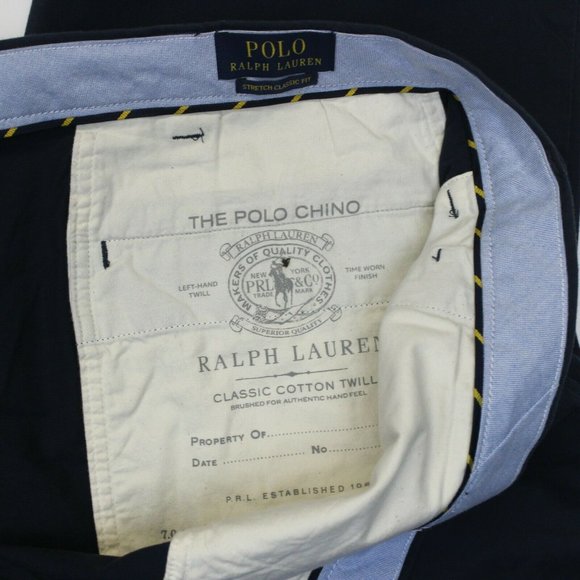 POLO
RALPH LAUREN
STRETCH CLASSIC FIT
THE POLO CHINO
RALPH LAUREN
MAKERS OF QUALITY CLOTHES
LEFT-HAND
TWILL
NEW YORK
PRL &Co
TRADE MARK
TIME WORN
FINISH
SUPERIOR QUALITY
RALPH LAUREN
CLASSIC COTTON TWILL
BRUSHED FOR AUTHENTIC HAND FEEL
PROPERTY OF
DATE NO
P.R.L. ESTABLISHED